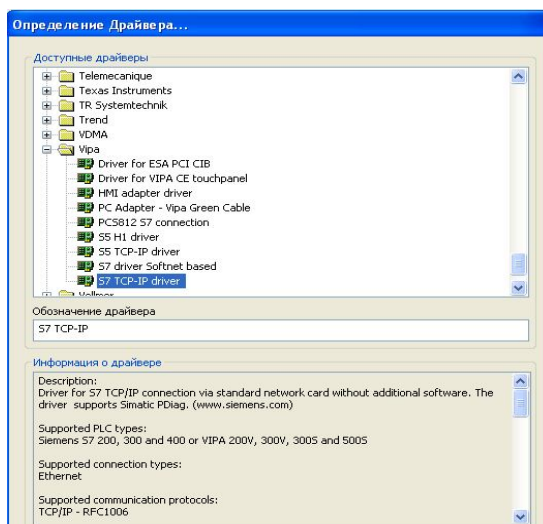 Определение Драйвера...
Доступные драйверы
Telemecanique
Texas Instruments
TR Systemtechnik
Trend
VDMA
Vipa
Driver for ESA PCI CIB
Driver for VIPA CE touchpanel
HMI adapter driver
PC Adapter - Vipa Green Cable
PCS812 S7 connection
S5 H1 driver
S5 TCP-IP driver
S7 driver Softnet based
S7 TCP-IP driver
Vollmer
Обозначение драйвера
S7 TCP-IP
Информация о драйвере
Description:
Driver for S7 TCP/IP connection via standard network card without additional software. The
driver supports Simatic PDiag. (www.siemens.com)
Supported PLC types:
Siemens S7 200, 300 and 400 or VIPA 200V, 300V, 300S and 500S
Supported connection types:
Ethernet
Supported communication protocols:
TCP/IP - RFC1006